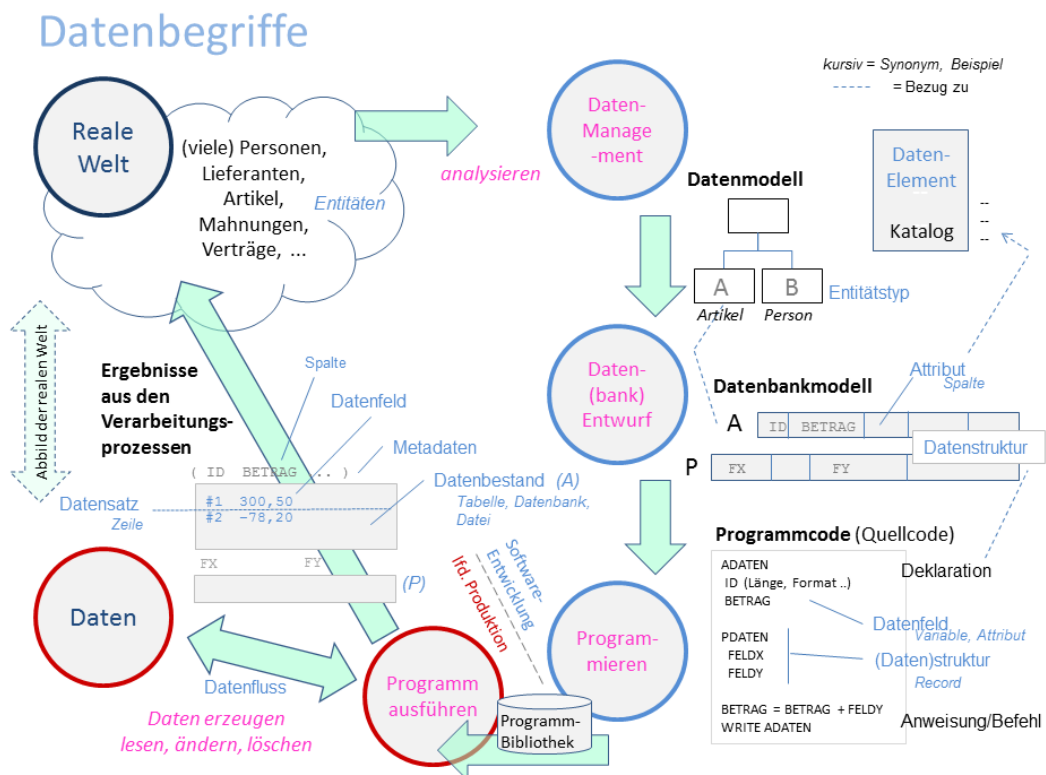 Datenbegriffe
kursiv = Synonym, Beispiel
= Bezug zu
Reale
Welt
(viele) Personen,
Lieferanten,
Artikel,
Mahnungen,
Verträge, ...
Entitäten
analysieren
Daten-
Manage
-ment
Datenmodell
A
B
Artikel
Person
Entitätstyp
Daten-
Element
Katalog
--
--
--
Abbild der realen Welt
Ergebnisse
aus den
Verarbeitungs-
prozessen
Spalte
Datenfeld
Metadaten
( ID BETRAG ... )
Datensatz
Zeile
#1 300,50
#2 -78,20
Datenbestand (A)
Tabelle, Datenbank,
Datei
FX FY
(P)
Daten-
(bank)
Entwurf
Datenbankmodell
Attribut
Spalte
A
ID BETRAG
Datenstruktur
P
FX FY
Daten
Datenfluss
Daten erzeugen
lesen, ändern, löschen
Programm
ausführen
lfd. Produktion
Software-
Entwicklung
Program-
mieren
Programm-
Bibliothek
Programmcode (Quellcode)
ADATEN
ID (Länge, Format ..)
BETRAG
Deklaration
Datenfeld
Variable, Attribut
PDATEN
FELDX
FELDY
(Daten)struktur
Record
BETRAG = BETRAG + FELDY
WRITE ADATEN
Anweisung/Befehl